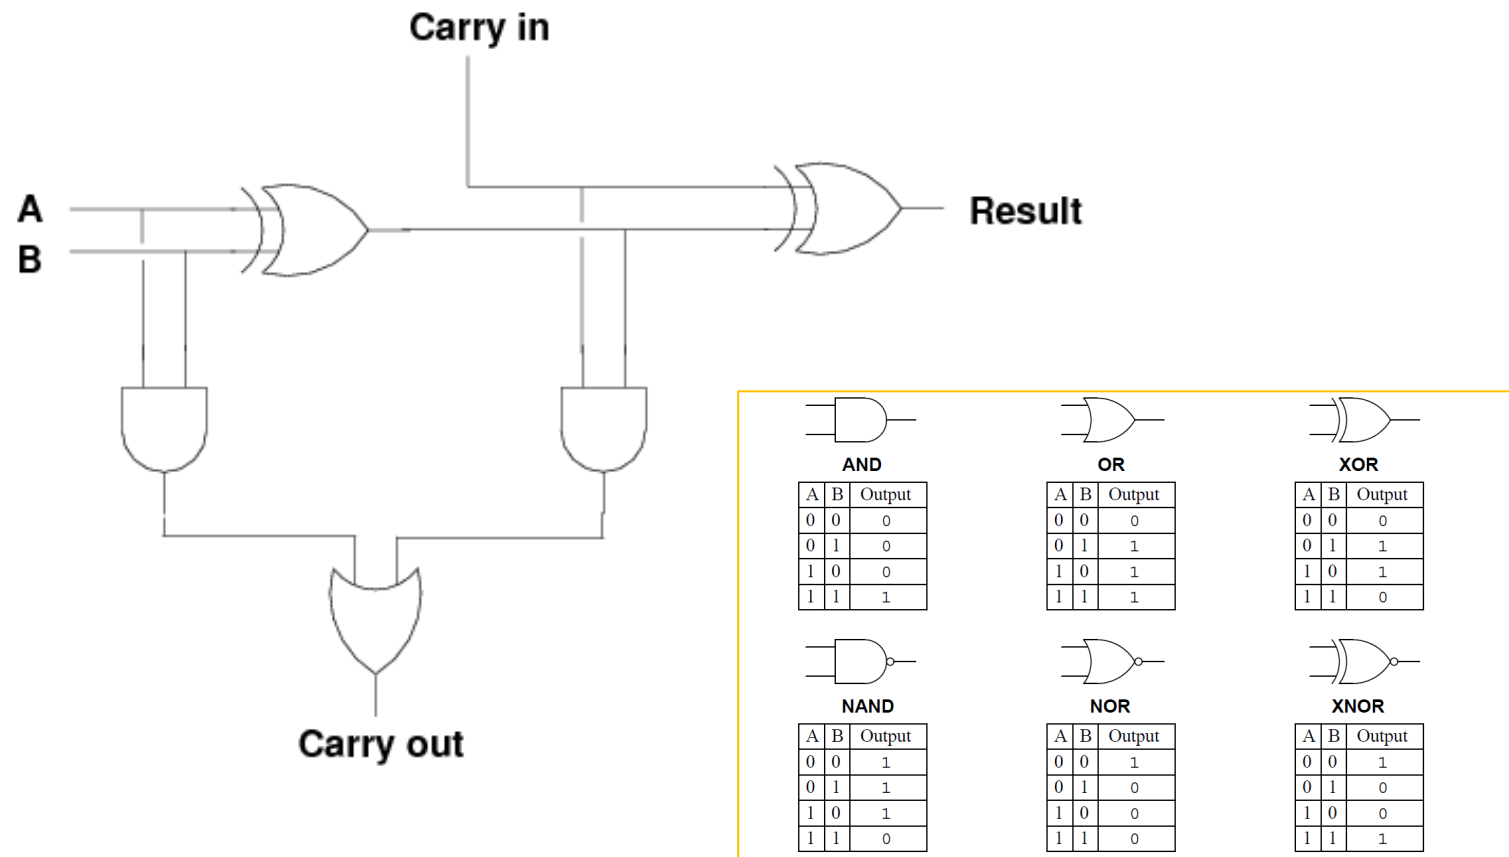 Carry in
A
B
Result
Carry out
AND
A B Output
0 0 0
0 1 0
1 0 0
1 1 1
OR
A B Output
0 0 0
0 1 1
1 0 1
1 1 1
XOR
A B Output
0 0 0
0 1 1
1 0 1
1 1 0
NAND
A B Output
0 0 1
0 1 1
1 0 1
1 1 0
NOR
A B Output
0 0 1
0 1 0
1 0 0
1 1 0
XNOR
A B Output
0 0 1
0 1 0
1 0 0
1 1 1